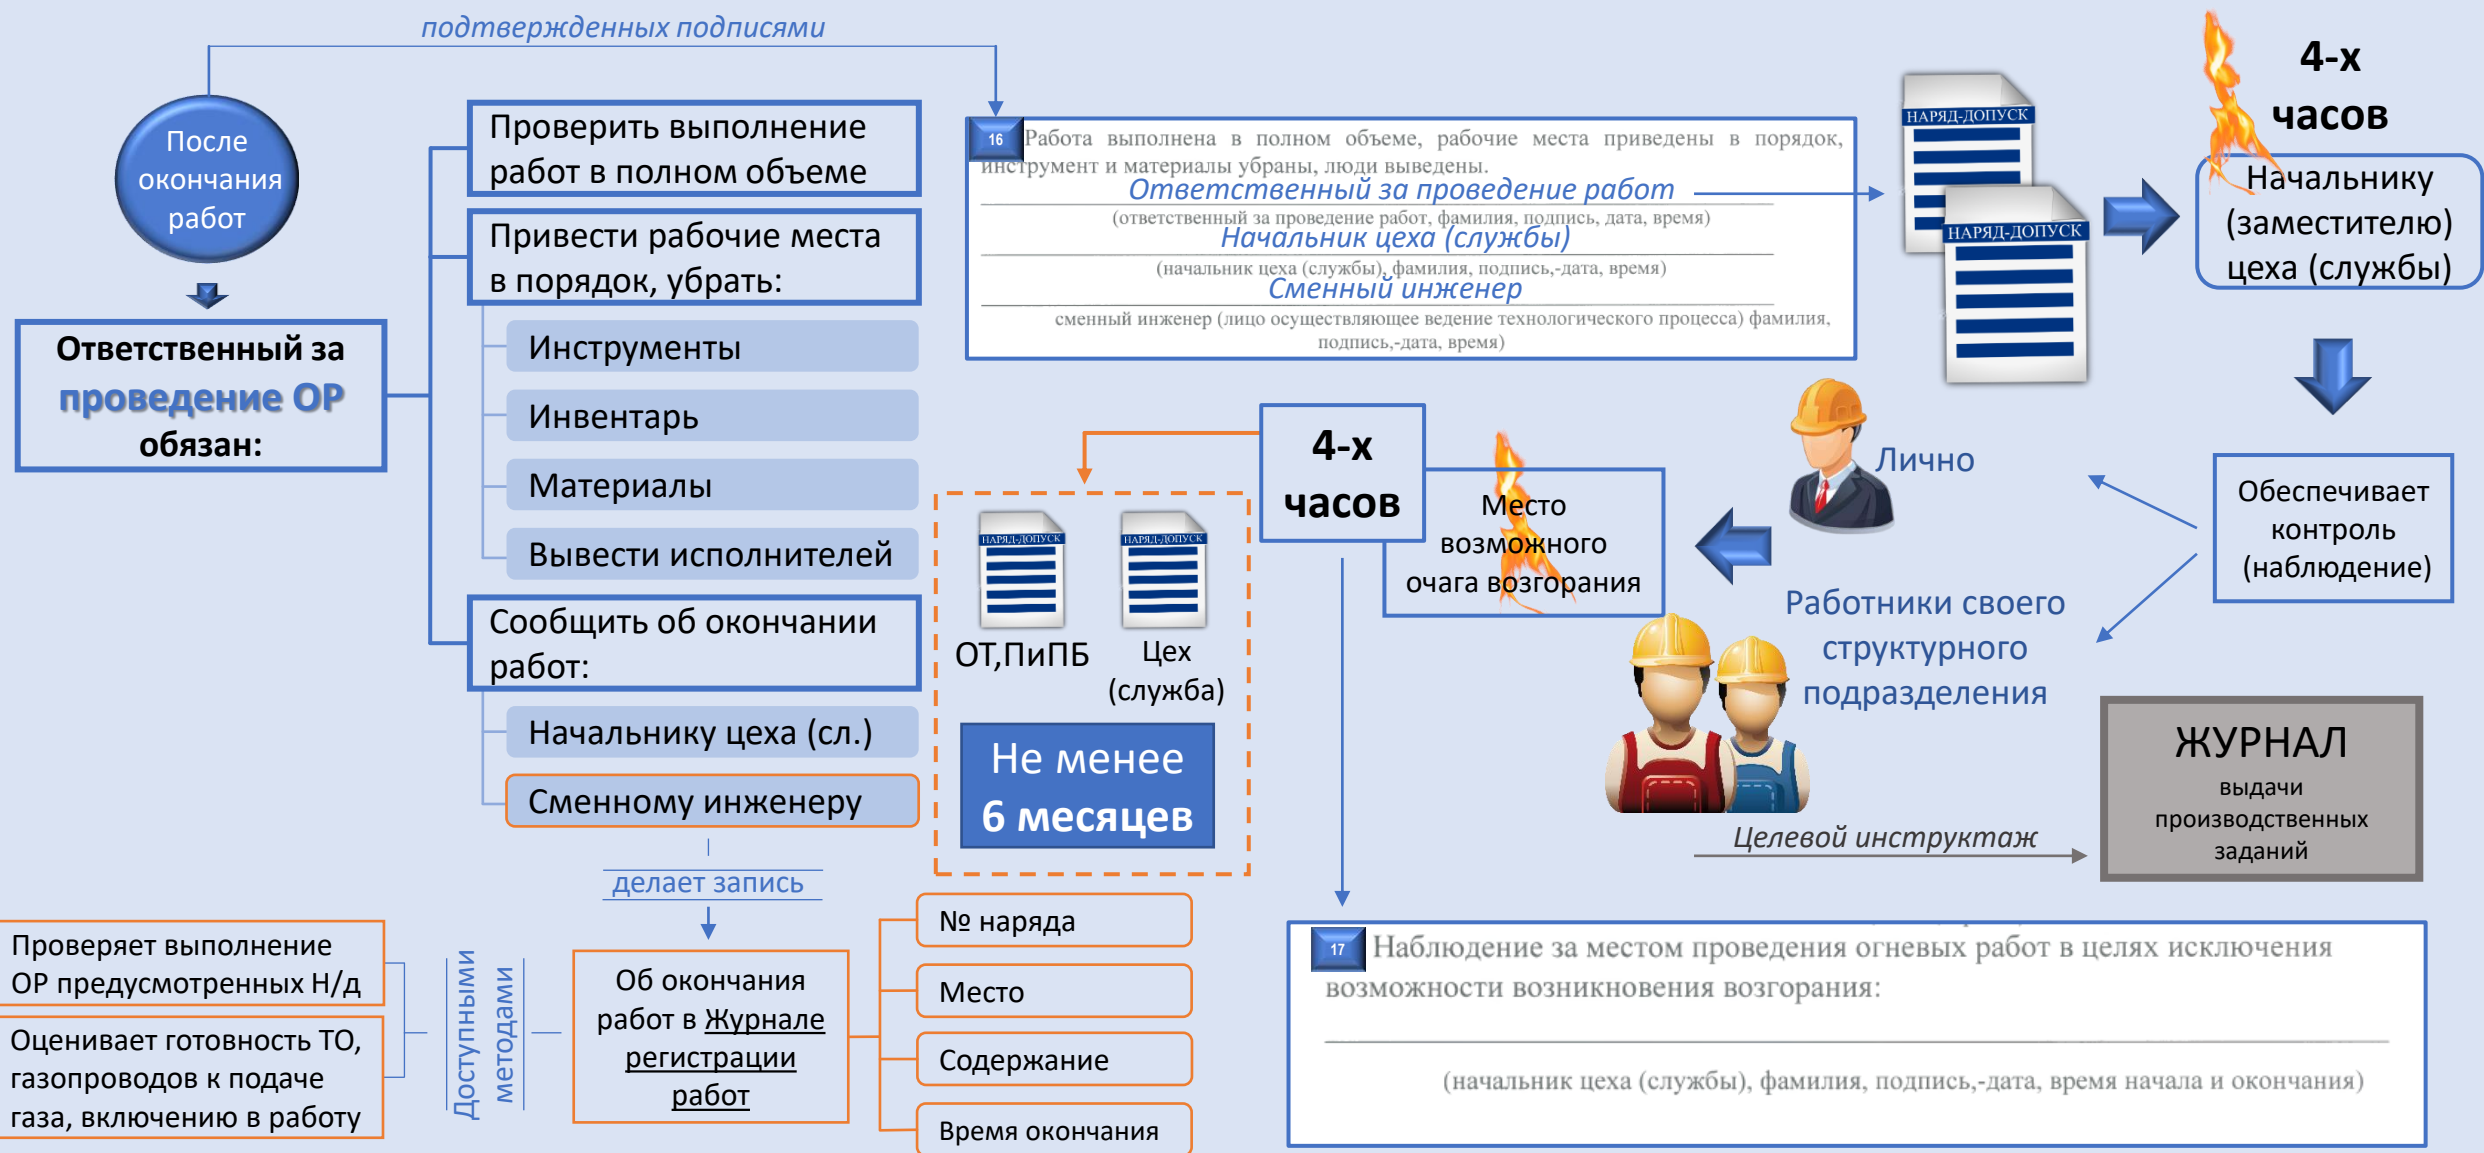 подтвержденных подписями
После
окончания
работ
Ответственный за
проведение ОР
обязан:
Проверить выполнение
работ в полном объеме
Привести рабочие места
в порядок, убрать:
Инструменты
Инвентарь
Материалы
Вывести исполнителей
Сообщить об окончании
работ:
Начальнику цеха (сл.)
Сменному инженеру
делает запись
Об окончания
работ в Журнале
регистрации
работ
№ наряда
Место
Содержание
Время окончания
Доступными
методами
Проверяет выполнение
ОР предусмотренных Н/д
Оценивает готовность ТО,
газопроводов к подаче
газа, включению в работу
16 Работа выполнена в полном объеме, рабочие места приведены в порядок,
инструмент и материалы убраны, люди выведены.
Ответственный за проведение работ
(ответственный за проведение работ, фамилия, подпись, дата, время)
Начальник цеха (службы)
(начальник цеха (службы), фамилия, подпись,-дата, время)
Сменный инженер
сменный инженер (лицо осуществляющее ведение технологического процесса) фамилия,
подпись,-дата, время)
НАРЯД-ДОПУСК
НАРЯД-ДОПУСК
4-х
часов
Начальнику
(заместителю)
цеха (службы)
Обеспечивает
контроль
(наблюдение)
Лично
Работники своего
структурного
подразделения
Целевой инструктаж
ЖУРНАЛ
выдачи
производственных
заданий
Место
возможного
очага возгорания
4-х
часов
НАРЯД-ДОПУСК
НАРЯД-ДОПУСК
ОТ,ПиПБ
Цех
(служба)
Не менее
6 месяцев
17 Наблюдение за местом проведения огневых работ в целях исключения
возможности возникновения возгорания:
(начальник цеха (службы), фамилия, подпись,-дата, время начала и окончания)